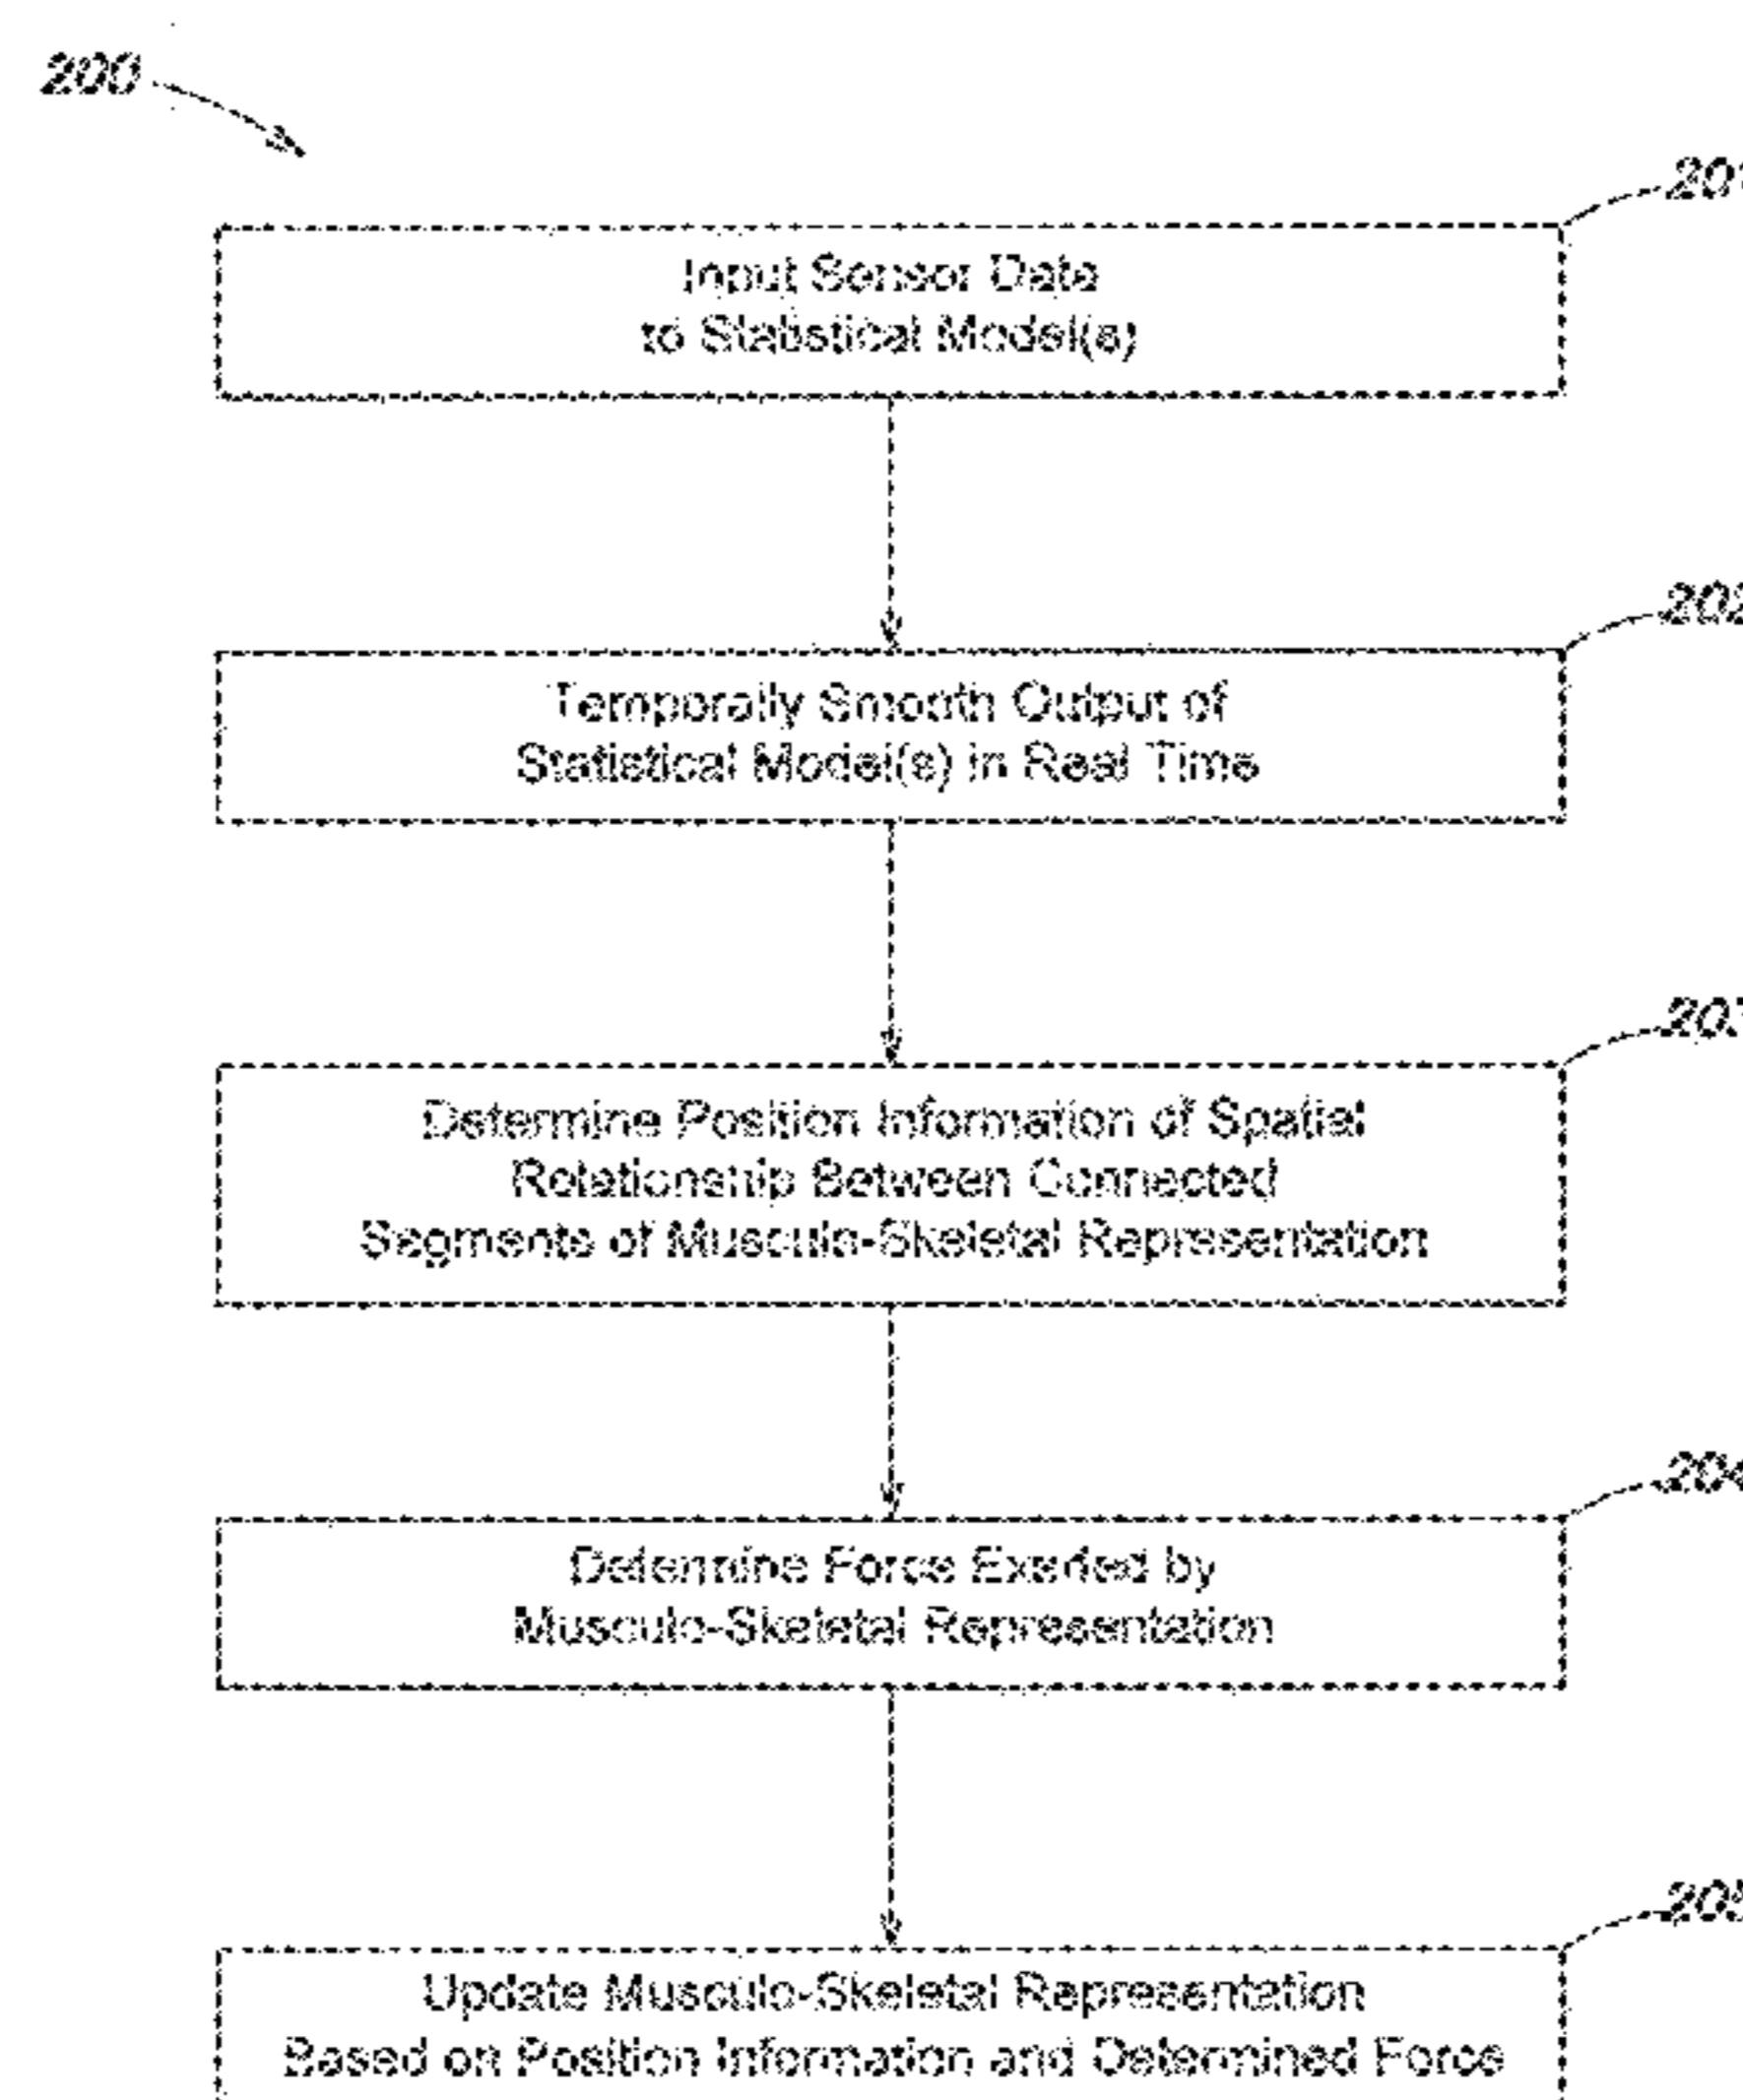 200
201
Input Sensor Data
to Statistical Model(s)
202
Temporally Smooth Output of
Statistical Model(s) in Real Time
203
Determine Position Information of Spatial
Relationship Between Connected
Segments of Musculo-Skeletal Representation
204
Determine Force Exerted by
Musculo-Skeletal Representation
205
Update Musculo-Skeletal Representation
Based on Position Information and Determined Force